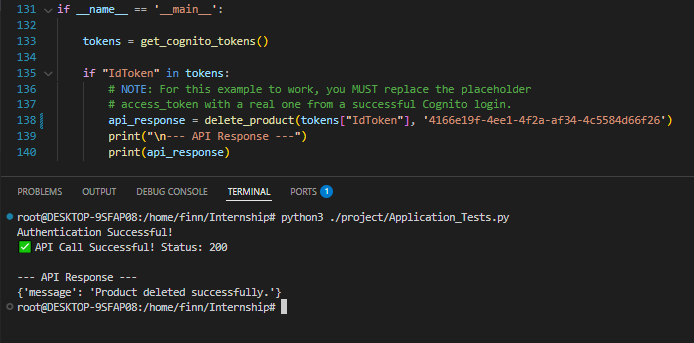 131 if __name__ == '__main__':
132
133 tokens = get_cognito_tokens()
134
135 if "IdToken" in tokens:
136 # NOTE: For this example to work, you MUST replace the placeholder
137 # access_token with a real one from a successful Cognito login.
138 api_response = delete_product(tokens["IdToken"], '4166e19f-4ee1-4f2a-af34-4c5584d66f26')
139 print("\n--- API Response ---")
140 print(api_response)
PROBLEMS OUTPUT DEBUG CONSOLE TERMINAL PORTS 1
root@DESKTOP-9SFAP08:/home/finn/Internship# python3 ./project/Application_Tests.py
Authentication Successful!
✅ API Call Successful! Status: 200
--- API Response ---
{'message': 'Product deleted successfully.'}
root@DESKTOP-9SFAP08:/home/finn/Internship#